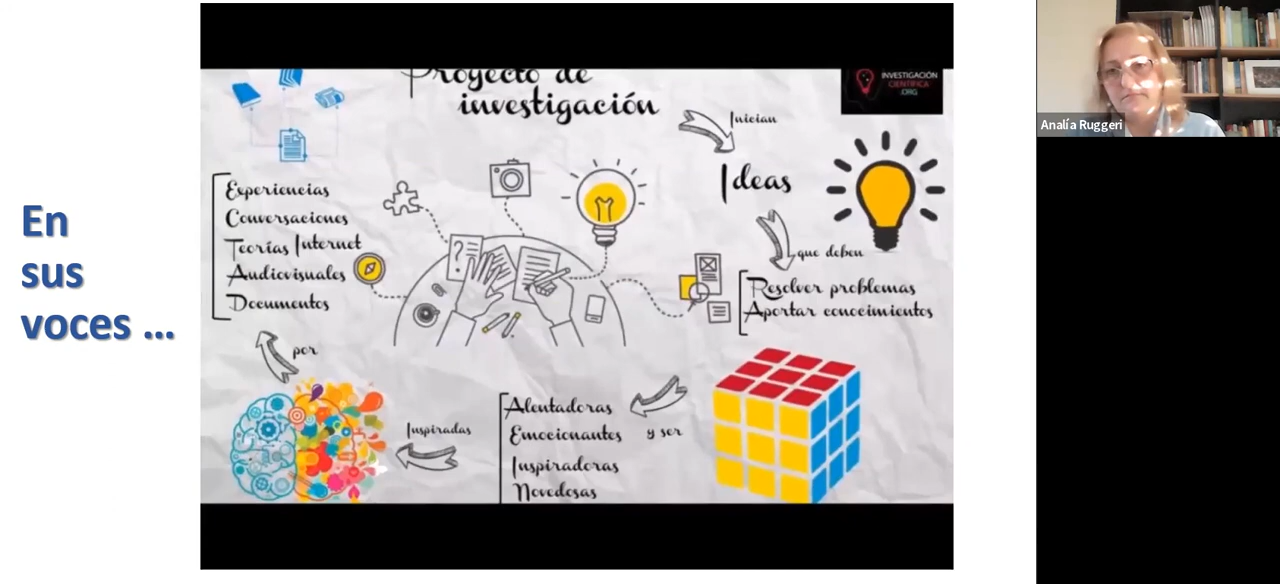 En
sus
voces ...
Proyecto de
investigación
INVESTIGACIÓN
CIENTÍFICA
.ORG
Inician
Ideas
que deben
Resolver problemas
Aportar conocimientos
y ser
Alentadoras
Emocionantes
Inspiradoras
Novedosas
Inspiradas
por
Experiencias
Conversaciones
Teorías Internet
Audiovisuales
Documentos
?
Analía Ruggeri